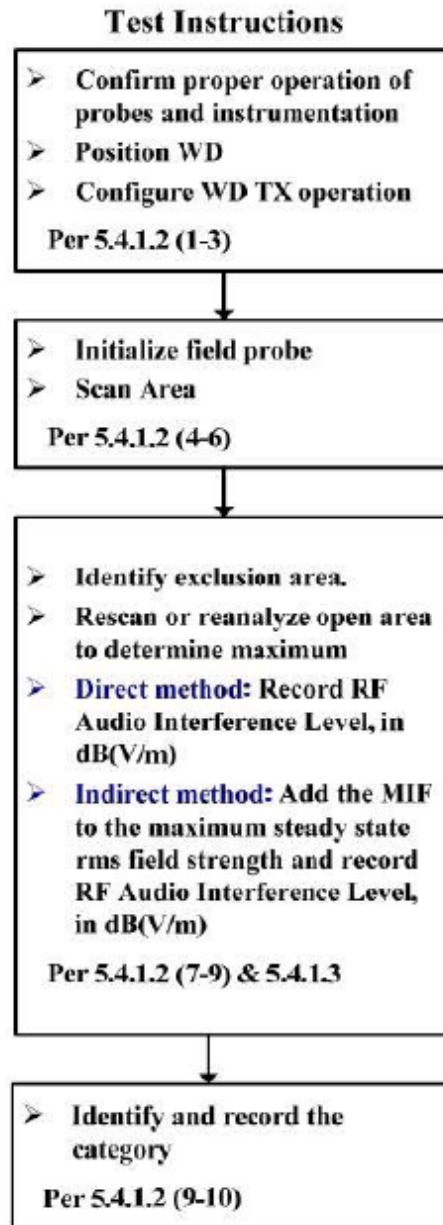 Test Instructions
➢ Confirm proper operation of
probes and instrumentation
➢ Position WD
➢ Configure WD TX operation
Per 5.4.1.2 (1-3)
➢ Initialize field probe
➢ Scan Area
Per 5.4.1.2 (4-6)
➢ Identify exclusion area.
➢ Rescan or reanalyze open area
to determine maximum
➢ Direct method: Record RF
Audio Interference Level, in
dB(V/m)
➢ Indirect method: Add the MIF
to the maximum steady state
rms field strength and record
RF Audio Interference Level,
in dB(V/m)
Per 5.4.1.2 (7-9) & 5.4.1.3
➢ Identify and record the
category
Per 5.4.1.2 (9-10)